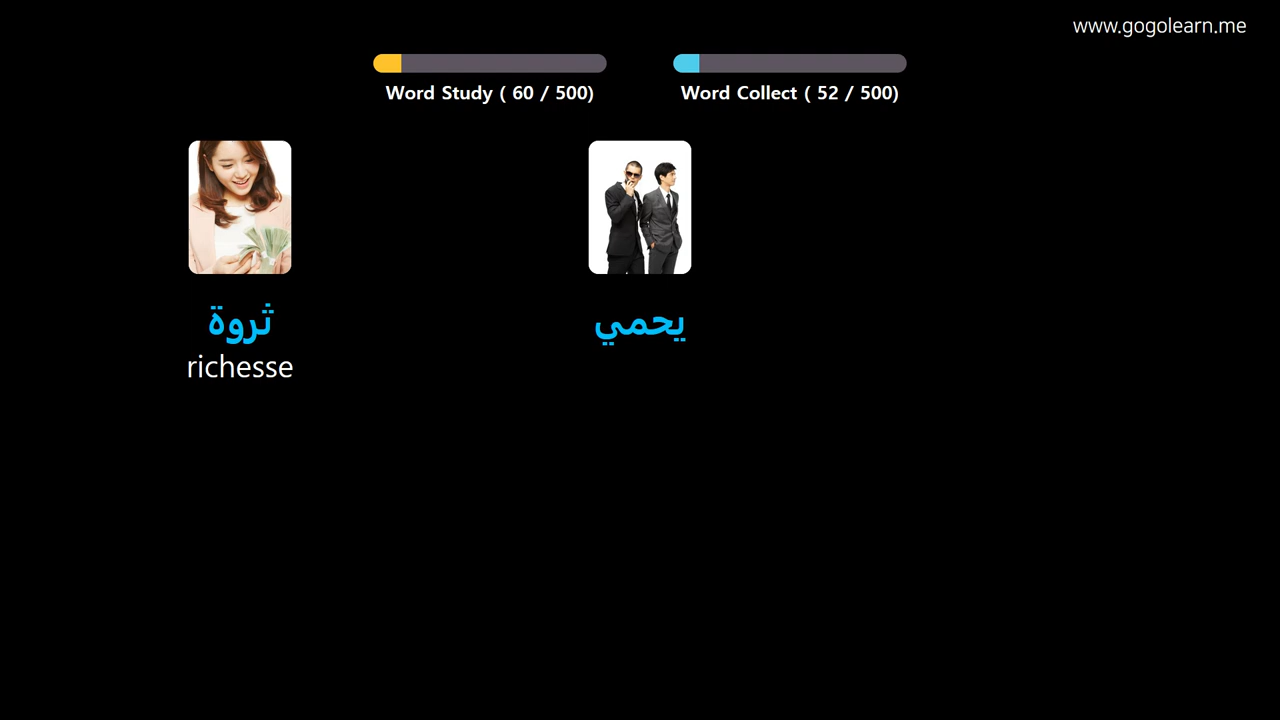 www.gogolearn.me
Word Study ( 60 / 500)
Word Collect ( 52 / 500)
ثروة
richesse
يحمي